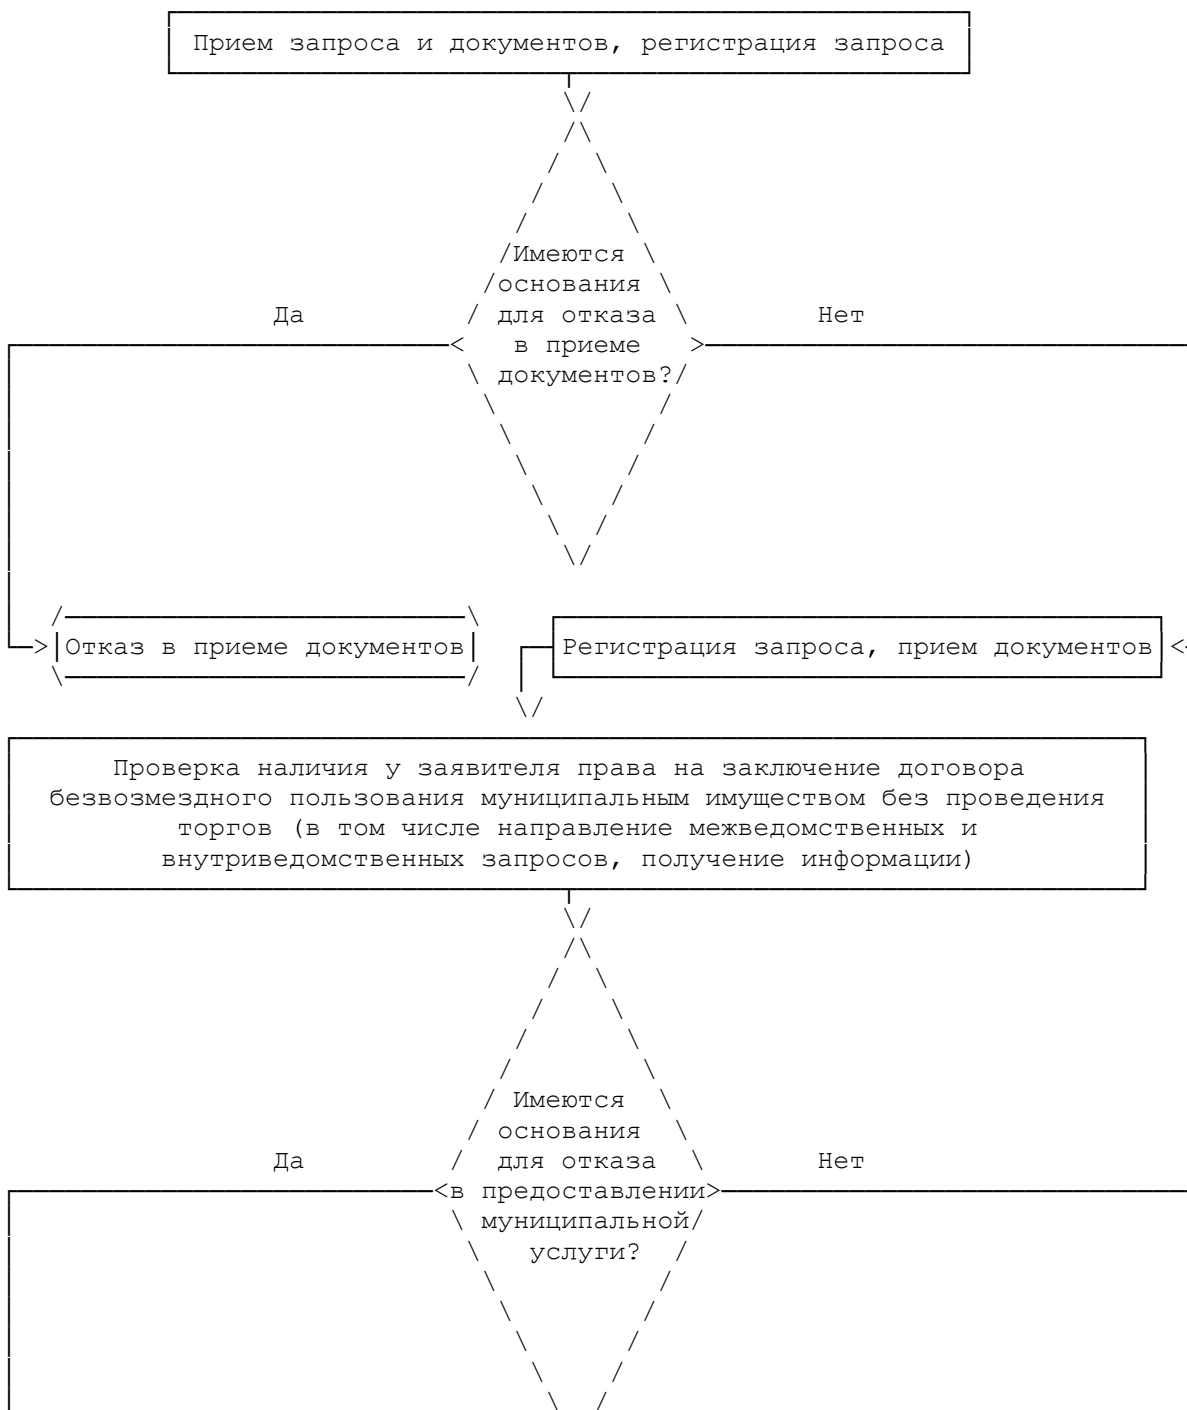 Прием запроса и документов, регистрация запроса
Имеются
основания
Да для отказа Нет
в приеме
документов?
Отказ в приеме документов Регистрация запроса, прием документов
Проверка наличия у заявителя права на заключение договора
безвозмездного пользования муниципальным имуществом без проведения
торгов (в том числе направление межведомственных и
внутриведомственных запросов, получение информации)
Имеются
основания
Да для отказа Нет
в предоставлении
муниципальной
услуги?